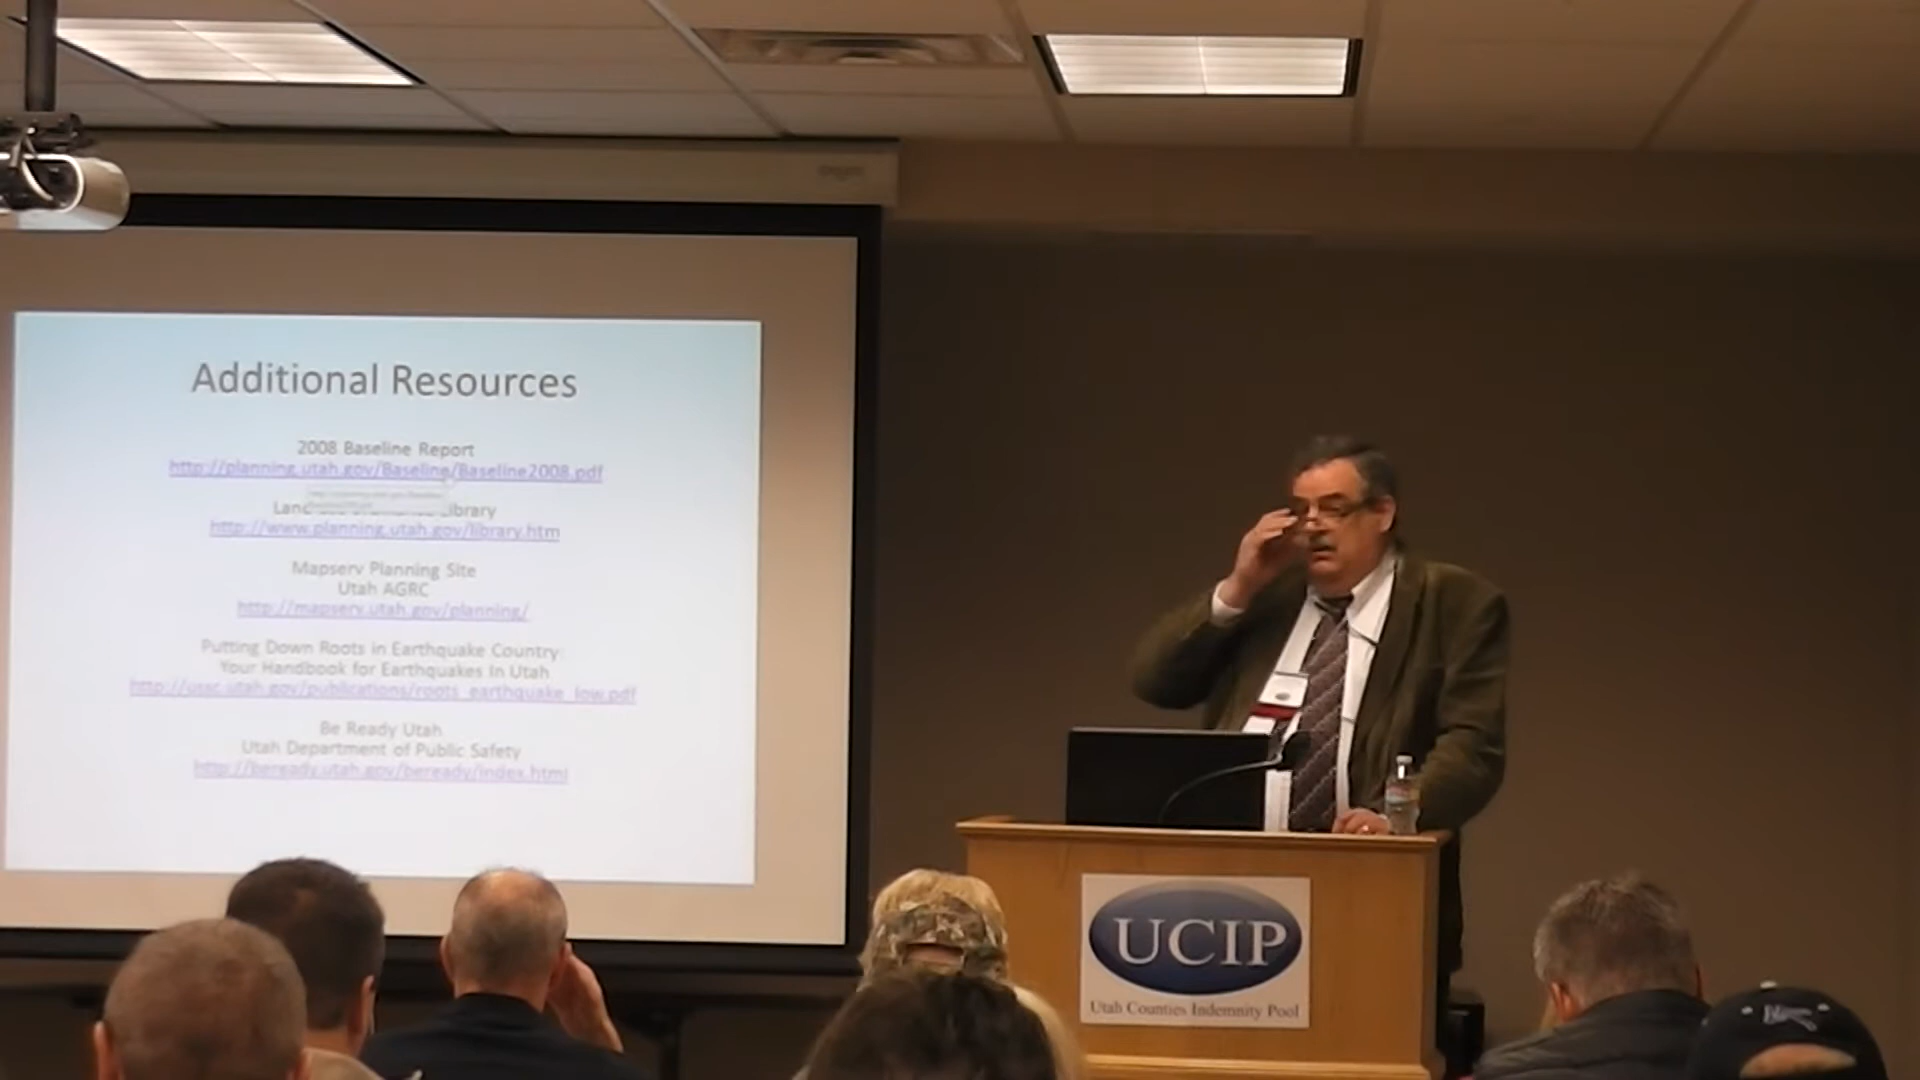 Additional Resources
2008 Baseline Report
http://planning.utah.gov/Baseline/Baseline2008.pdf
Library
http://www.planning.utah.gov/library.htm
Mapserv Planning Site
Utah AGRC
http://mapserv.utah.gov/planning/
Putting Down Roots in Earthquake Country:
Your Handbook for Earthquakes In Utah
http://ussc.utah.gov/publications/roots_earthquake_low.pdf
Be Ready Utah
Utah Department of Public Safety
http://beready.utah.gov/beready/index.html
UCIP
Utah Counties Indemnity Pool